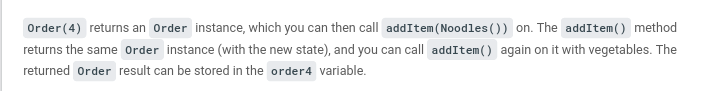 Order(4) returns an Order instance, which you can then call addItem(Noodles()) on. The addItem() method
returns the same Order instance (with the new state), and you can call addItem() again on it with vegetables. The
returned Order result can be stored in the order4 variable.